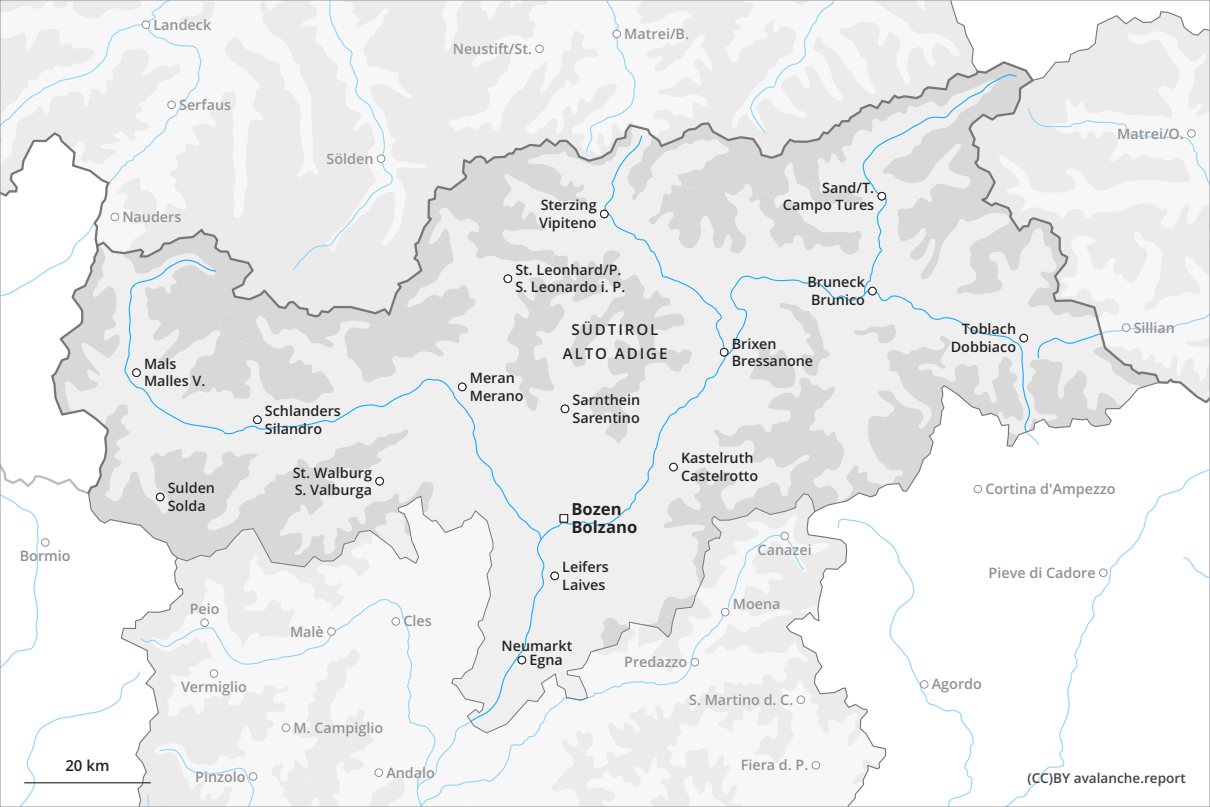 Landeck
Matrei/B.
Neustift/St.
Serfaus
Matrei/O.
Sölden
Sand/T.
Campo Tures
Nauders
Sterzing
Vipiteno
St. Leonhard/P.
S. Leonardo i. P.
Bruneck
Brunico
SÜDTIROL
ALTO ADIGE
Toblach
Dobbiaco
Sillian
Brixen
Bressanone
Mals
Malles V.
Meran
Merano
Sarnthein
Sarentino
Schlanders
Silandro
Kastelruth
Castelrotto
St. Walburg
S. Valburga
Sulden
Solda
Cortina d'Ampezzo
Bozen
Bolzano
Bormio
Canazei
Leifers
Laives
Pieve di Cadore
Peio
Moena
Malè
Cles
Neumarkt
Egna
Predazzo
Vermiglio
Agordo
S. Martino d. C.
M. Campiglio
20 km
Fiera d. P.
Pinzolo
Andalo
(CC)BY avalanche.report